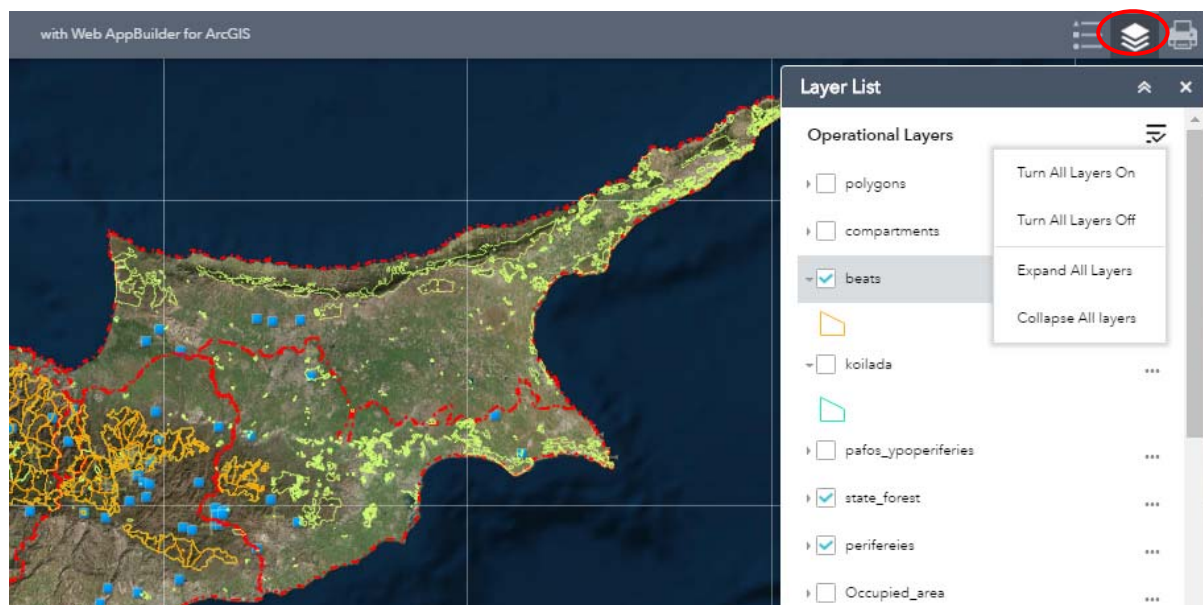 with Web AppBuilder for ArcGIS
Layer List
Operational Layers
Turn All Layers On
polygons
Turn All Layers Off
compartments
Expand All Layers
beats
Collapse All layers
koilada
pafos_ypoperiferies
state_forest
perifereies
Occupied_area